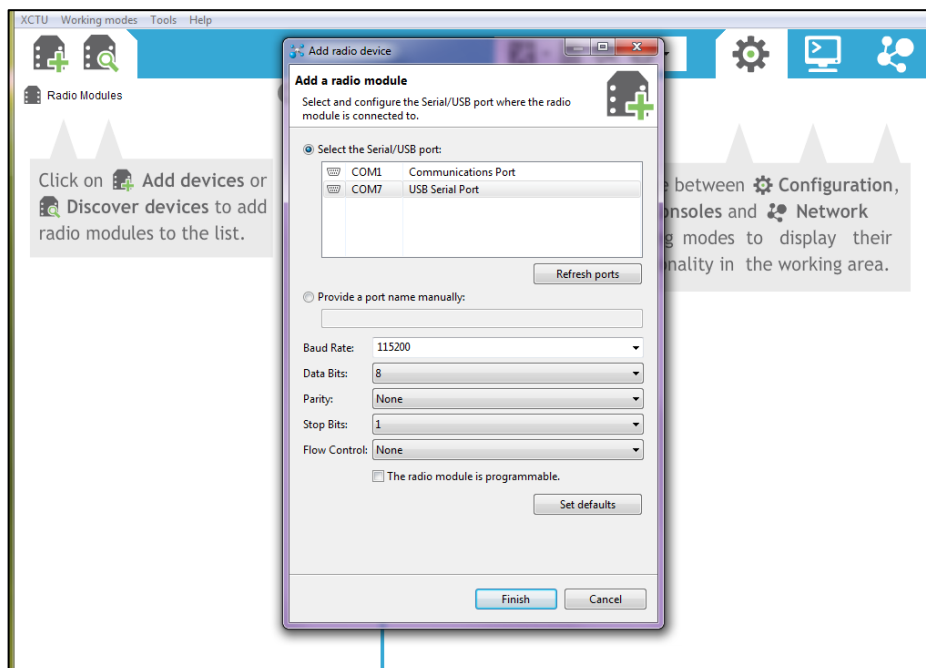 XCTU Working modes Tools Help
Add radio device
Radio Modules
Add a radio module
Select and configure the Serial/USB port where the radio
module is connected to.
Click on Add devices or
Discover devices to add
radio modules to the list.
Select the Serial/USB port:
COM1 Communications Port
COM7 USB Serial Port
between Configuration,
and Network
modes to display their
in the working area.
Refresh ports
Provide a port name manually:
Baud Rate: 115200
Data Bits: 8
Parity: None
Stop Bits: 1
Flow Control: None
The radio module is programmable.
Set defaults
Finish Cancel